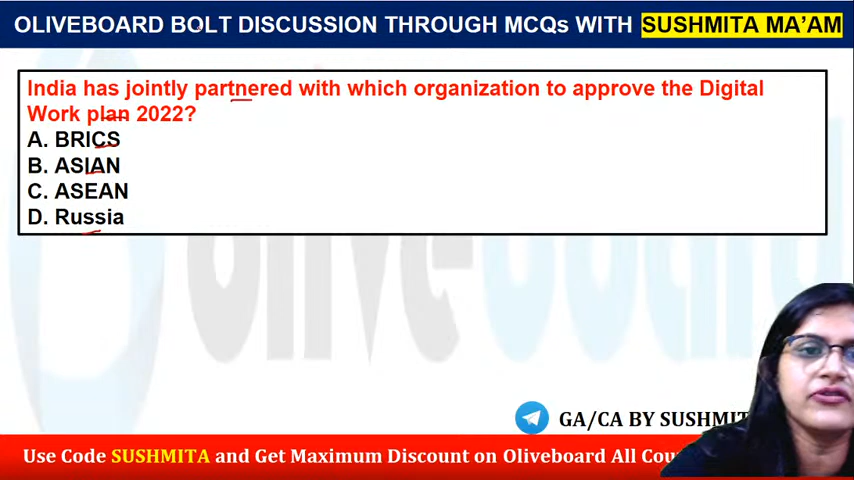 OLIVEBOARD BOLT DISCUSSION THROUGH MCQs WITH SUSHMITA MA'AM
India has jointly partnered with which organization to approve the Digital
Work plan 2022?
A. BRICS
B. ASIAN
C. ASEAN
D. Russia
oliveboard
GA/CA BY SUSHMIT
Use Code SUSHMITA and Get Maximum Discount on Oliveboard All Cou